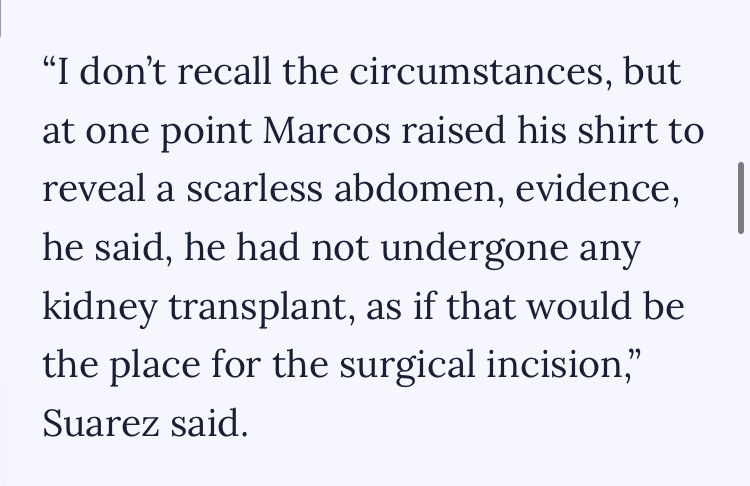 “I don’t recall the circumstances, but
at one point Marcos raised his shirt to
reveal a scarless abdomen, evidence,
he said, he had not undergone any
kidney transplant, as if that would be
the place for the surgical incision,”
Suarez said.